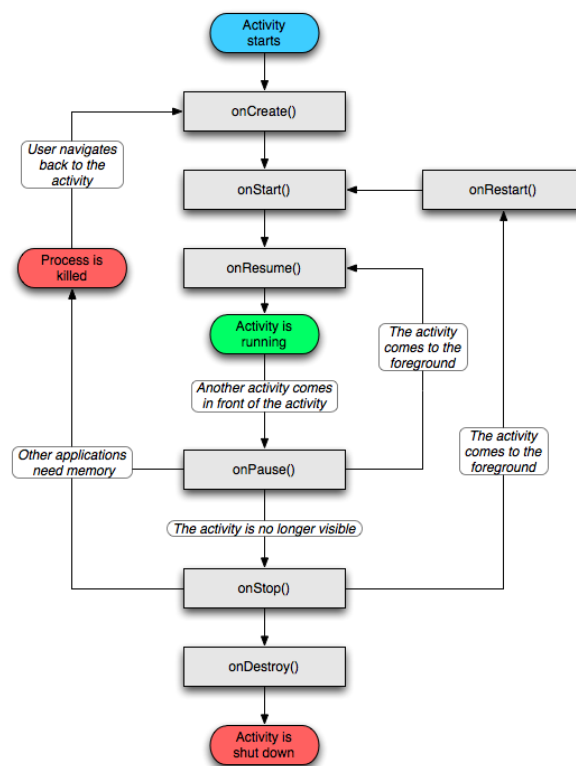 Activity
starts
onCreate()
User navigates
back to the
activity
onStart()
onRestart()
Process is
killed
onResume()
Activity is
running
The activity
comes to the
foreground
Another activity comes
in front of the activity
The activity
comes to the
foreground
Other applications
need memory
onPause()
The activity is no longer visible
onStop()
onDestroy()
Activity is
shut down